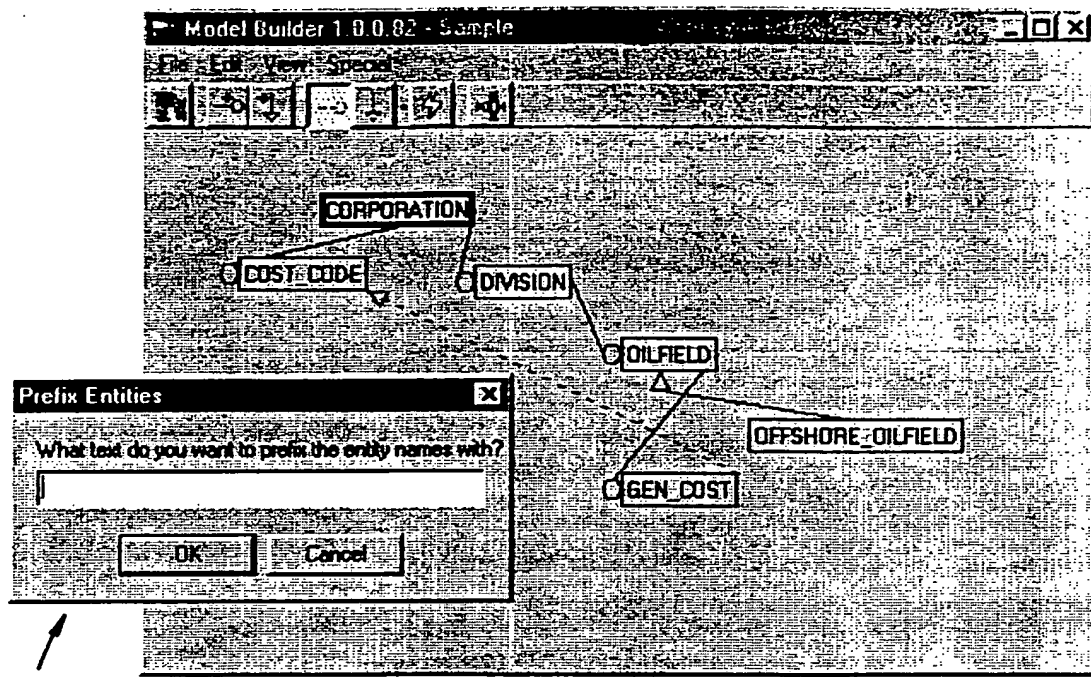 Model Builder 1.0.0.82 - Sample
File Edit View Special
CORPORATION
COST_CODE
DIVISION
OILFIELD
OFFSHORE_OILFIELD
GEN_COST
Prefix Entities
What text do you want to prefix the entity names with?
OK Cancel